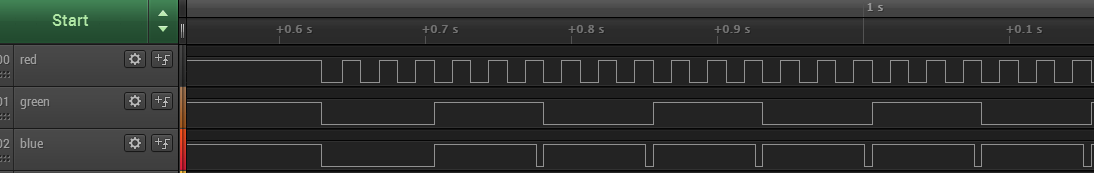 Start
1 s
+0.6 s
+0.7 s
+0.8 s
+0.9 s
+0.1 s
00 red
01 green
02 blue